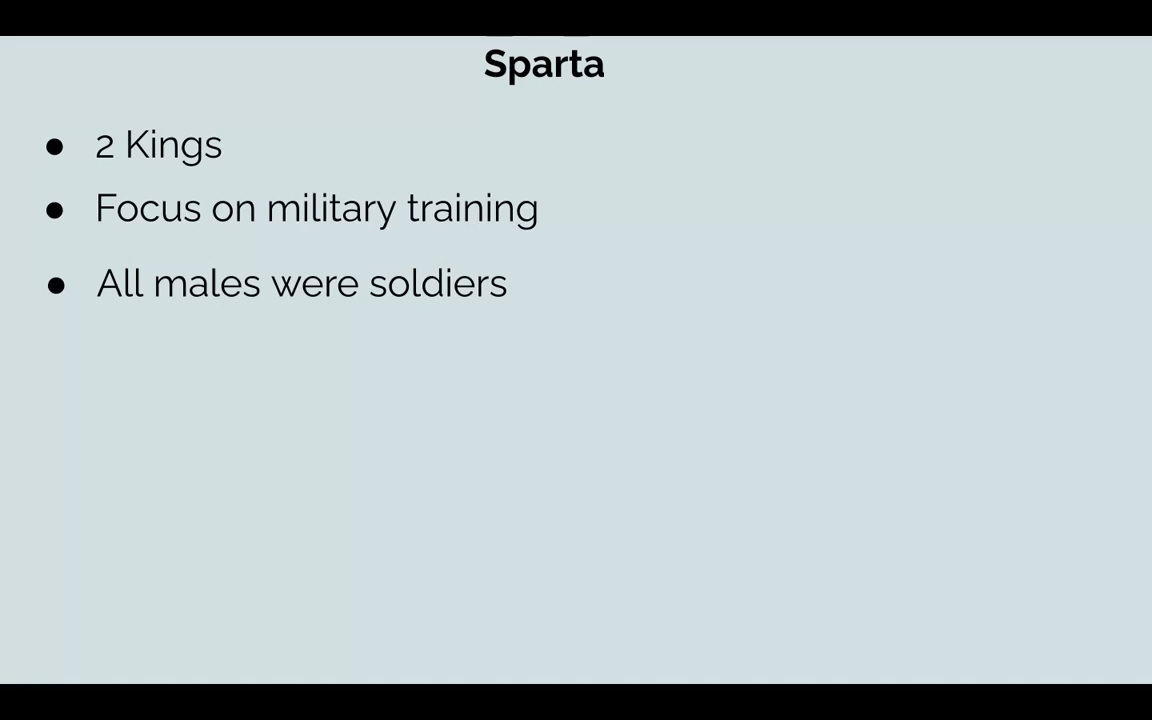 Sparta
● 2 Kings
● Focus on military training
● All males were soldiers